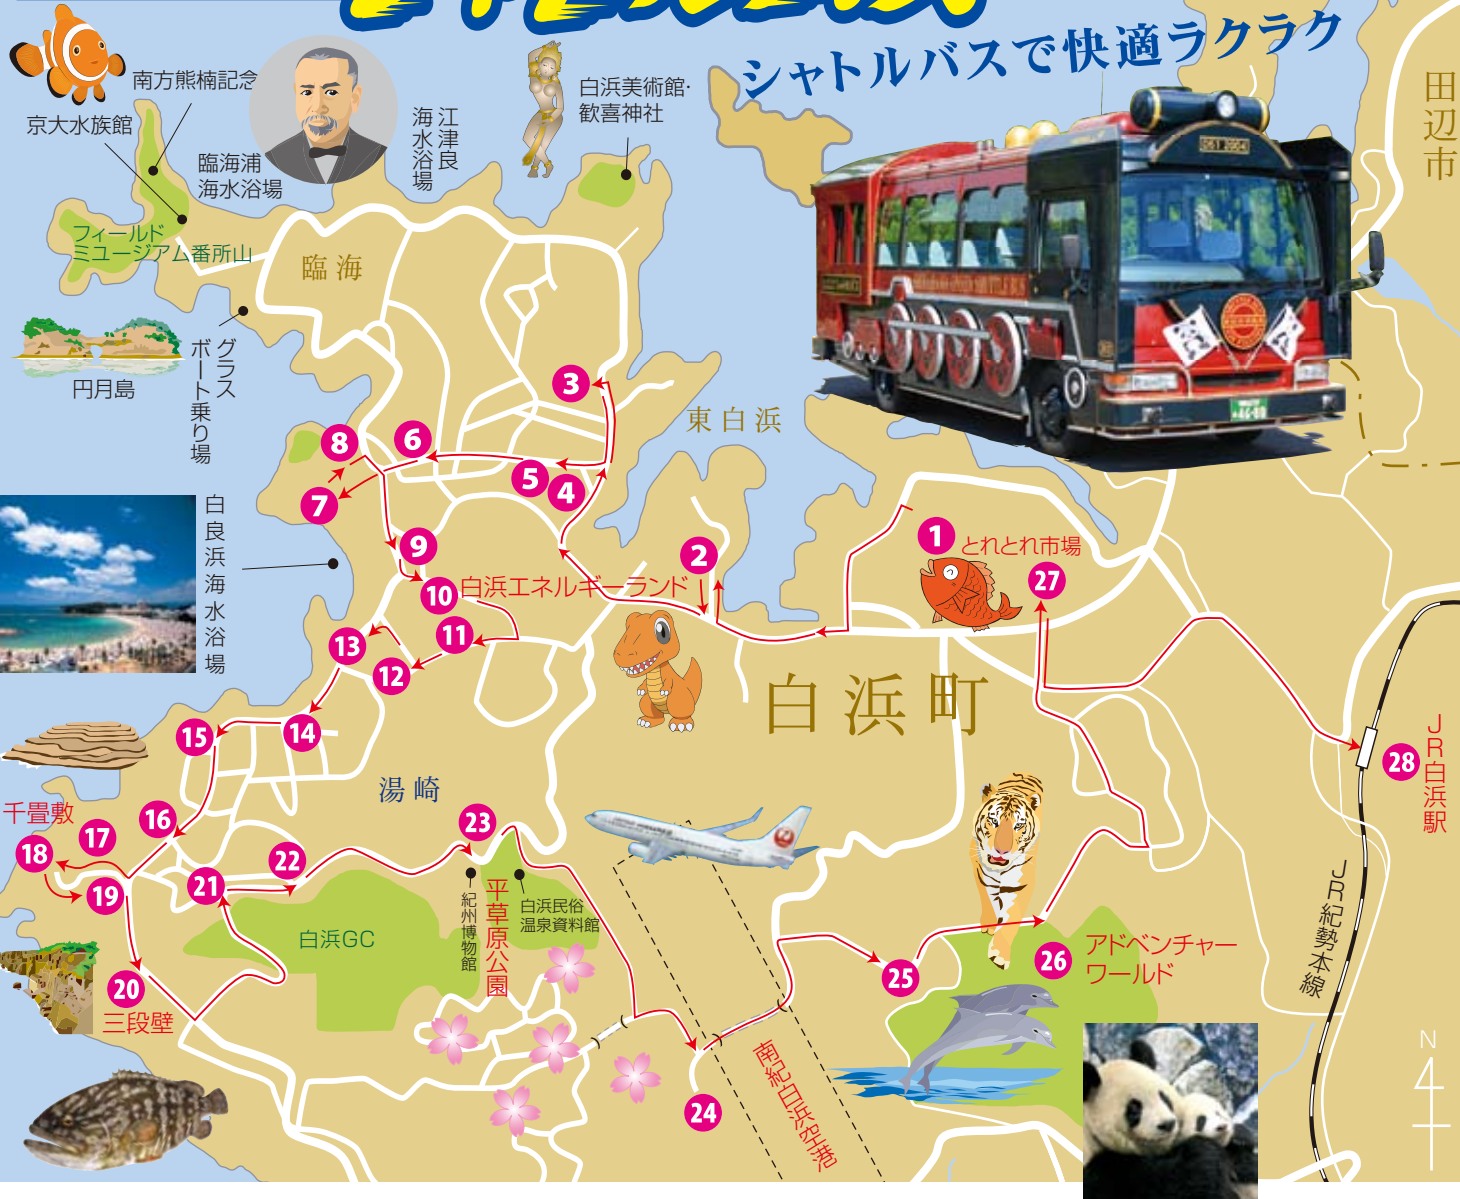 シャトルバスで快適ラクラク
田辺市
南方熊楠記念
京大水族館
臨海浦
海水浴場
江津良
海水浴場
白浜美術館・
歓喜神社
フィールド
ミュージアム番所山
臨海
円月島
グラス
ボート乗り場
東白浜
3
8
6
5
4
7
白良浜海水浴場
9
10
白浜エネルギーランド
2
1
とれとれ市場
27
13
11
12
白浜町
15
14
湯崎
28
JR白浜駅
千畳敷
16
17
18
19
21
22
23
紀州博物館
平草原公園
白浜民俗
温泉資料館
白浜GC
20
三段壁
24
南紀白浜空港
25
26
アドベンチャー
ワールド
JR紀勢本線
N